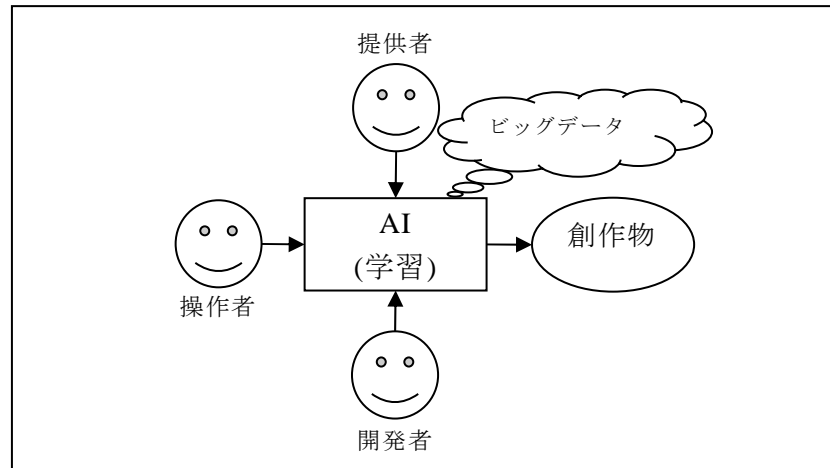 提供者
ビッグデータ
AI
(学習)
創作物
操作者
開発者